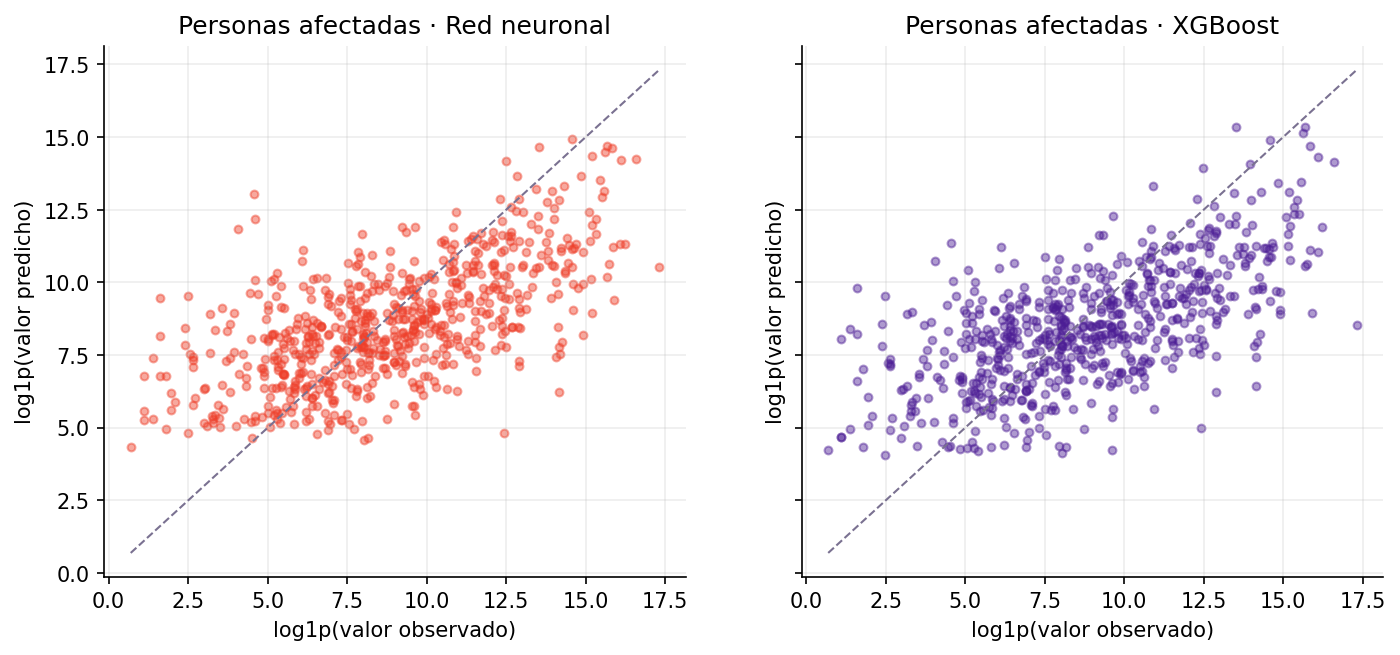 Personas afectadas · Red neuronal
log1p(valor predicho)
17.5
15.0
12.5
10.0
7.5
5.0
2.5
0.0
0.0 2.5 5.0 7.5 10.0 12.5 15.0 17.5
log1p(valor observado)
Personas afectadas · XGBoost
log1p(valor predicho)
0.0 2.5 5.0 7.5 10.0 12.5 15.0 17.5
log1p(valor observado)